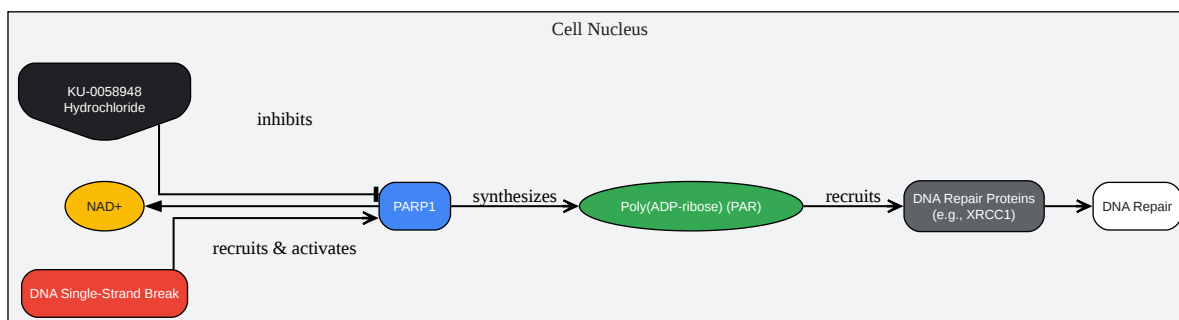 Cell Nucleus
KU-0058948
Hydrochloride
inhibits
NAD+
PARP1
synthesizes
Poly(ADP-ribose) (PAR)
recruits
DNA Repair Proteins
(e.g., XRCC1)
DNA Repair
recruits & activates
DNA Single-Strand Break